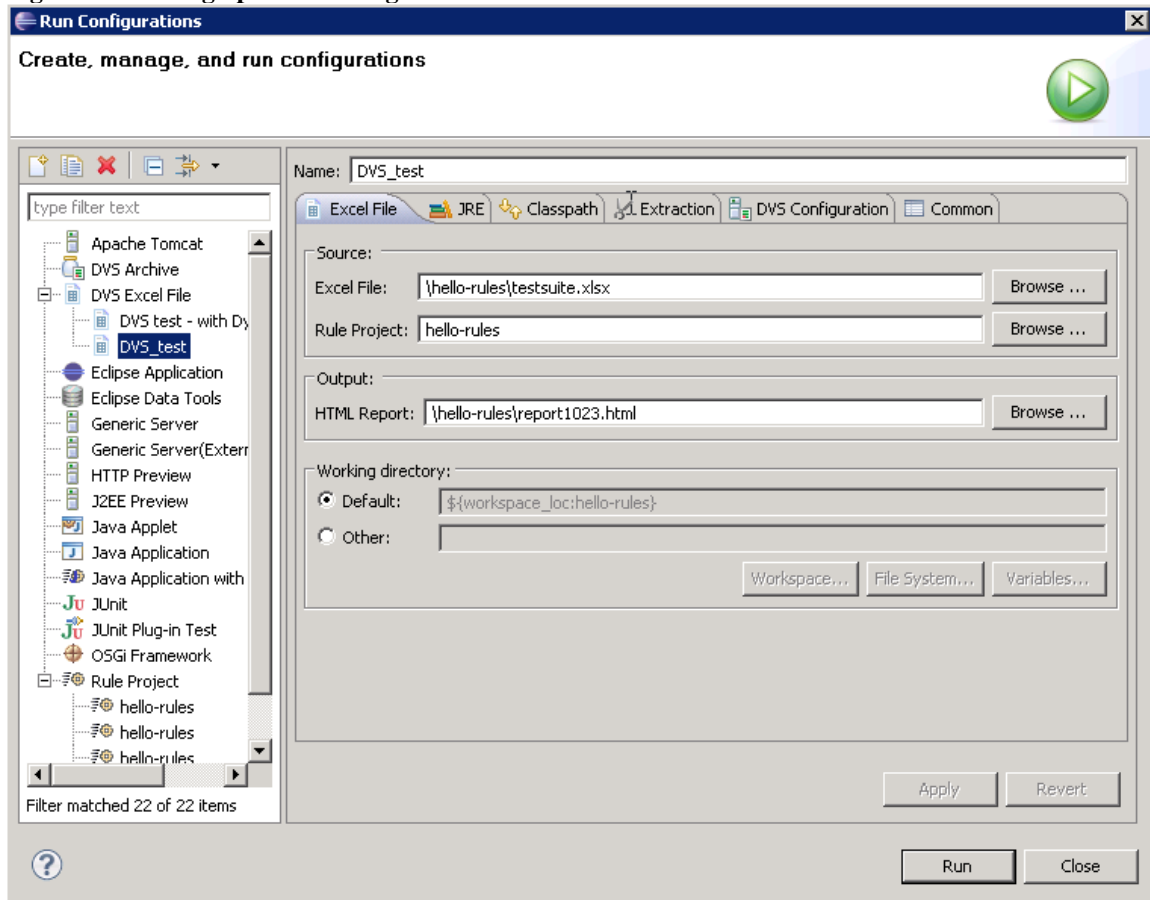 Run Configurations
Create, manage, and run configurations
type filter text
Apache Tomcat
DVS Archive
DVS Excel File
DVS test - with Dy
DVS_test
Eclipse Application
Eclipse Data Tools
Generic Server
Generic Server(Extern
HTTP Preview
J2EE Preview
Java Applet
Java Application
Java Application with
JUnit
JUnit Plug-in Test
OSGi Framework
Rule Project
hello-rules
hello-rules
hello-rules
Filter matched 22 of 22 items
Name: DVS_test
Excel File JRE Classpath Extraction DVS Configuration Common
Source:
Excel File: \hello-rules\testsuite.xlsx Browse ...
Rule Project: hello-rules Browse ...
Output:
HTML Report: \hello-rules\report1023.html Browse ...
Working directory:
Default: ${workspace_loc:hello-rules}
Other:
Workspace... File System... Variables...
Apply Revert
Run Close